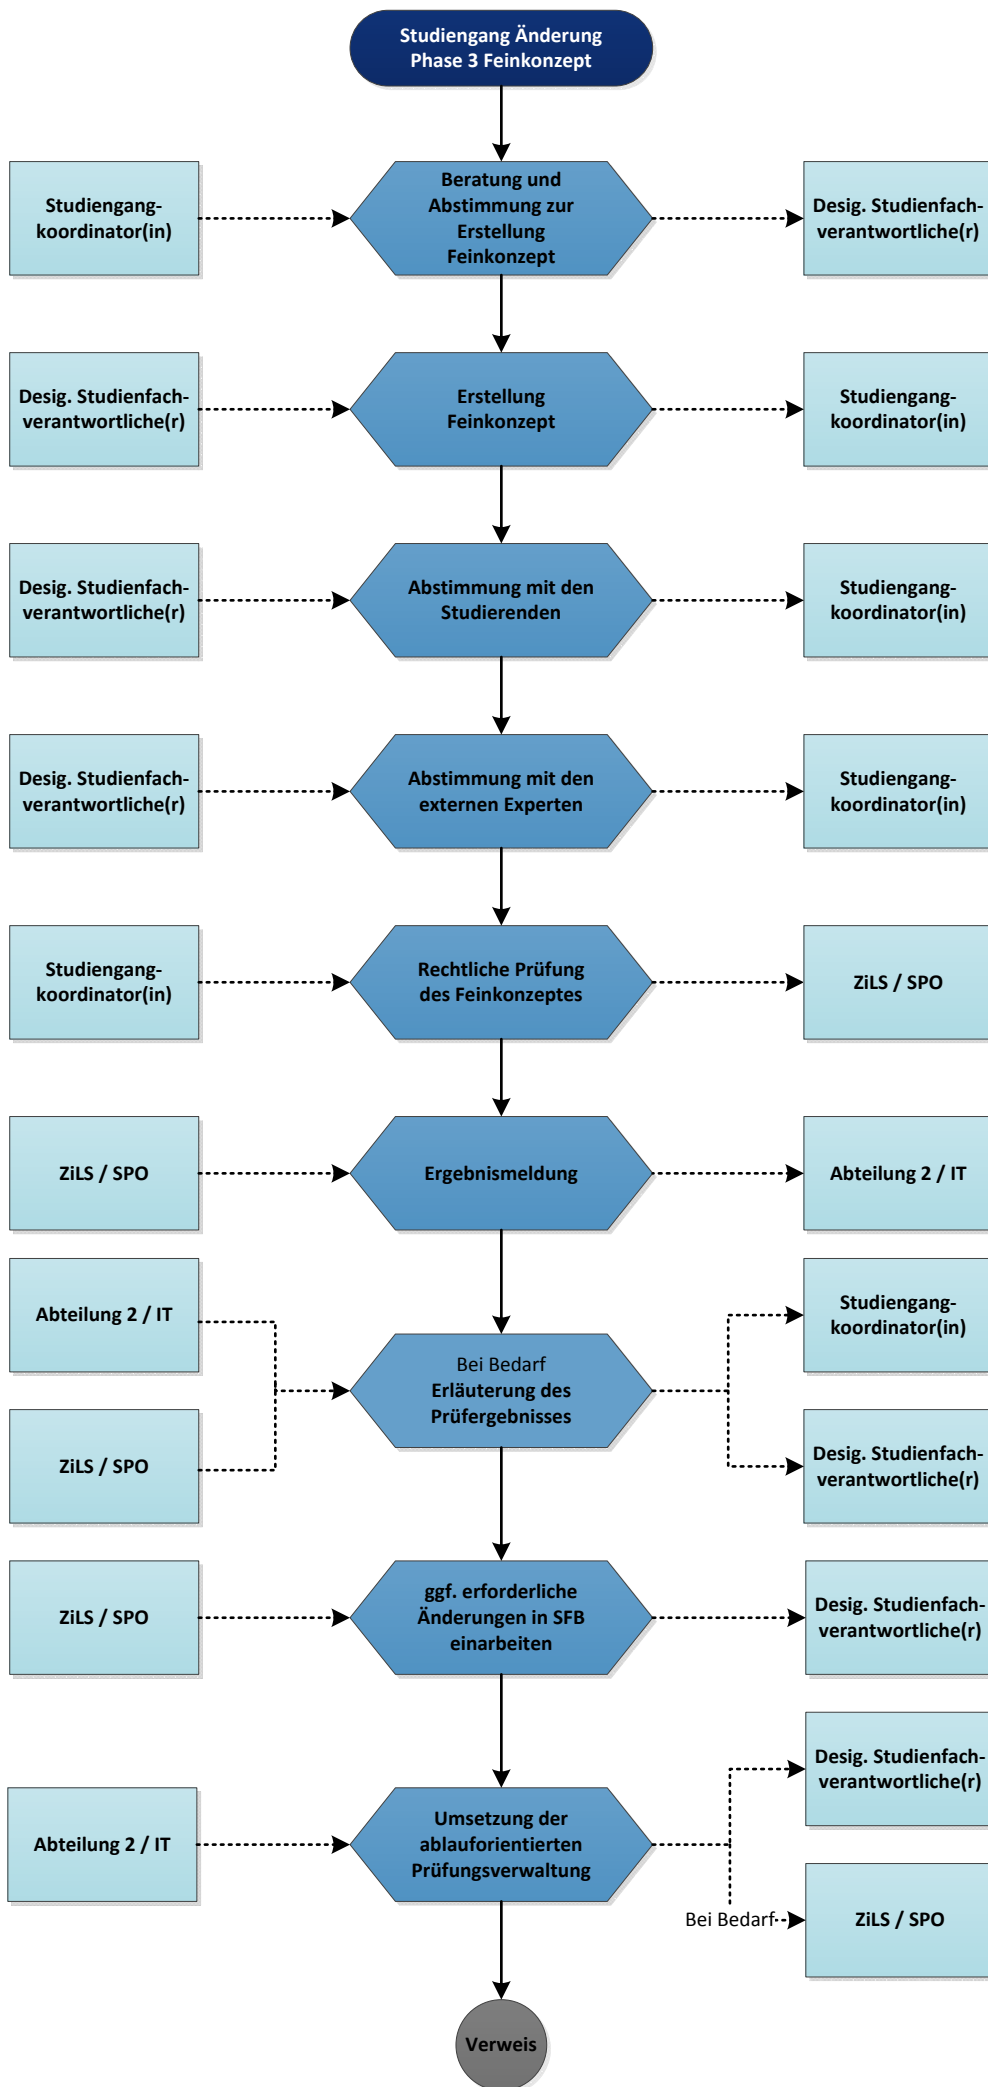 Studiengang Änderung
Phase 3 Feinkonzept
Studiengang-
koordinator(in)
Beratung und
Abstimmung zur
Erstellung
Feinkonzept
Desig. Studienfach-
verantwortliche(r)
Desig. Studienfach-
verantwortliche(r)
Erstellung
Feinkonzept
Studiengang-
koordinator(in)
Desig. Studienfach-
verantwortliche(r)
Abstimmung mit den
Studierenden
Studiengang-
koordinator(in)
Desig. Studienfach-
verantwortliche(r)
Abstimmung mit den
externen Experten
Studiengang-
koordinator(in)
Studiengang-
koordinator(in)
Rechtliche Prüfung
des Feinkonzeptes
ZiLS / SPO
ZiLS / SPO
Ergebnismeldung
Abteilung 2 / IT
Abteilung 2 / IT
ZiLS / SPO
Bei Bedarf
Erläuterung des
Prüfergebnisses
Studiengang-
koordinator(in)
Desig. Studienfach-
verantwortliche(r)
ZiLS / SPO
ggf. erforderliche
Änderungen in SFB
einarbeiten
Desig. Studienfach-
verantwortliche(r)
Abteilung 2 / IT
Umsetzung der
ablauforientierten
Prüfungsverwaltung
Desig. Studienfach-
verantwortliche(r)
Bei Bedarf
ZiLS / SPO
Verweis